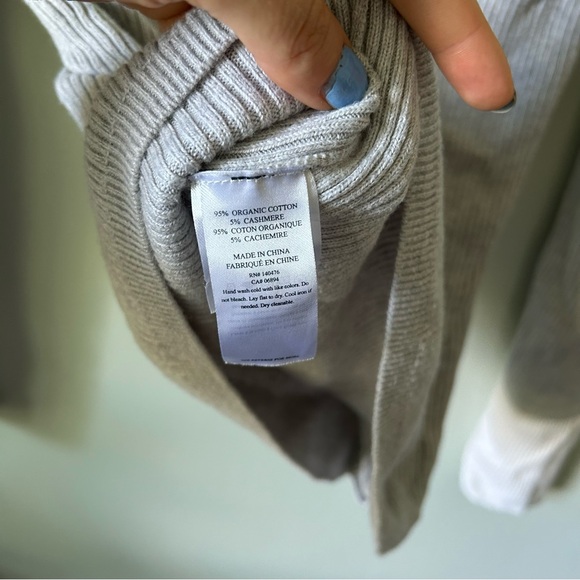 95% ORGANIC COTTON
5% CASHMERE
95% COTON ORGANIQUE
5% CACHEMIRE
MADE IN CHINA
FABRIQUÉ EN CHINE
RN# 140476
CA# 06894
Hand wash cold with like colors. Do
not bleach. Lay flat to dry. Cool iron if
needed. Dry cleanable.